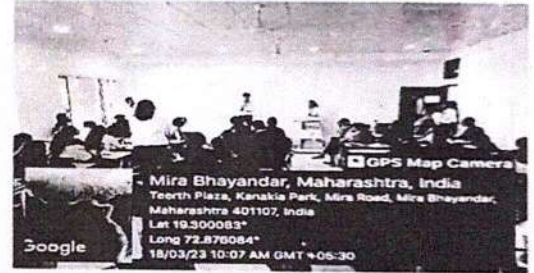 GPS Map Camera
Mira Bhayandar, Maharashtra, India
Teerth Plaza, Kanakia Park, Mira Road, Mira Bhayandar,
Maharashtra 401107, India
Lat 19.300083°
Long 72.876084°
18/03/23 10:07 AM GMT +05:30
Google